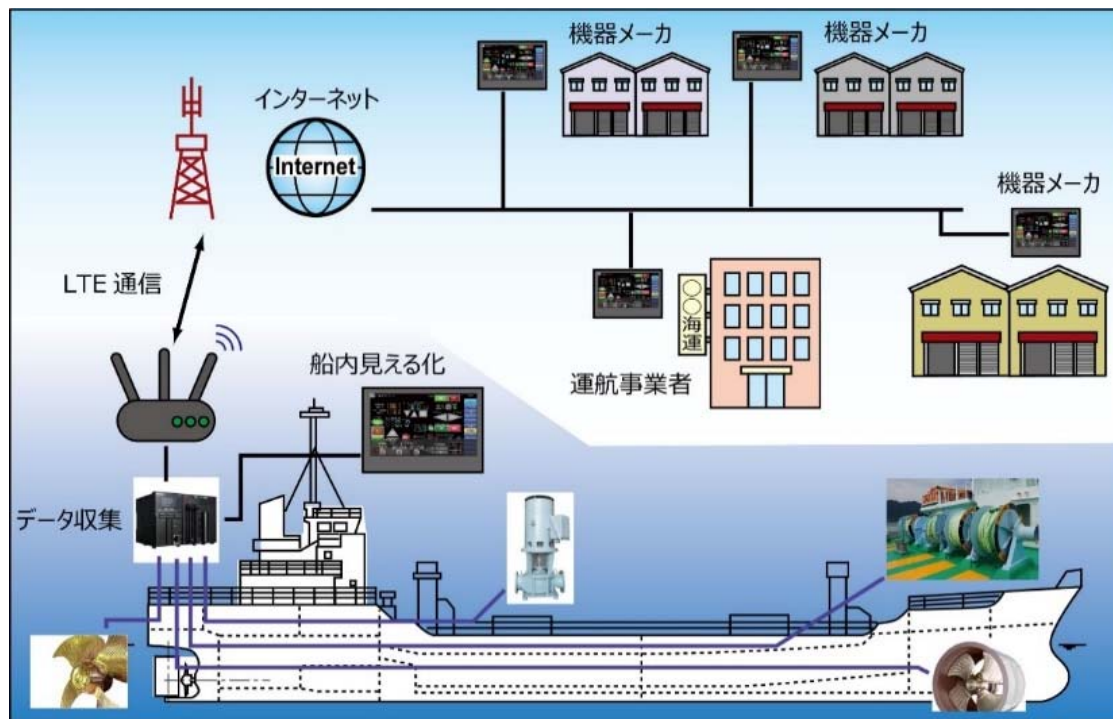 機器メーカ
機器メーカ
インターネット
Internet
機器メーカ
LTE 通信
○○海運
運航事業者
船内見える化
データ収集